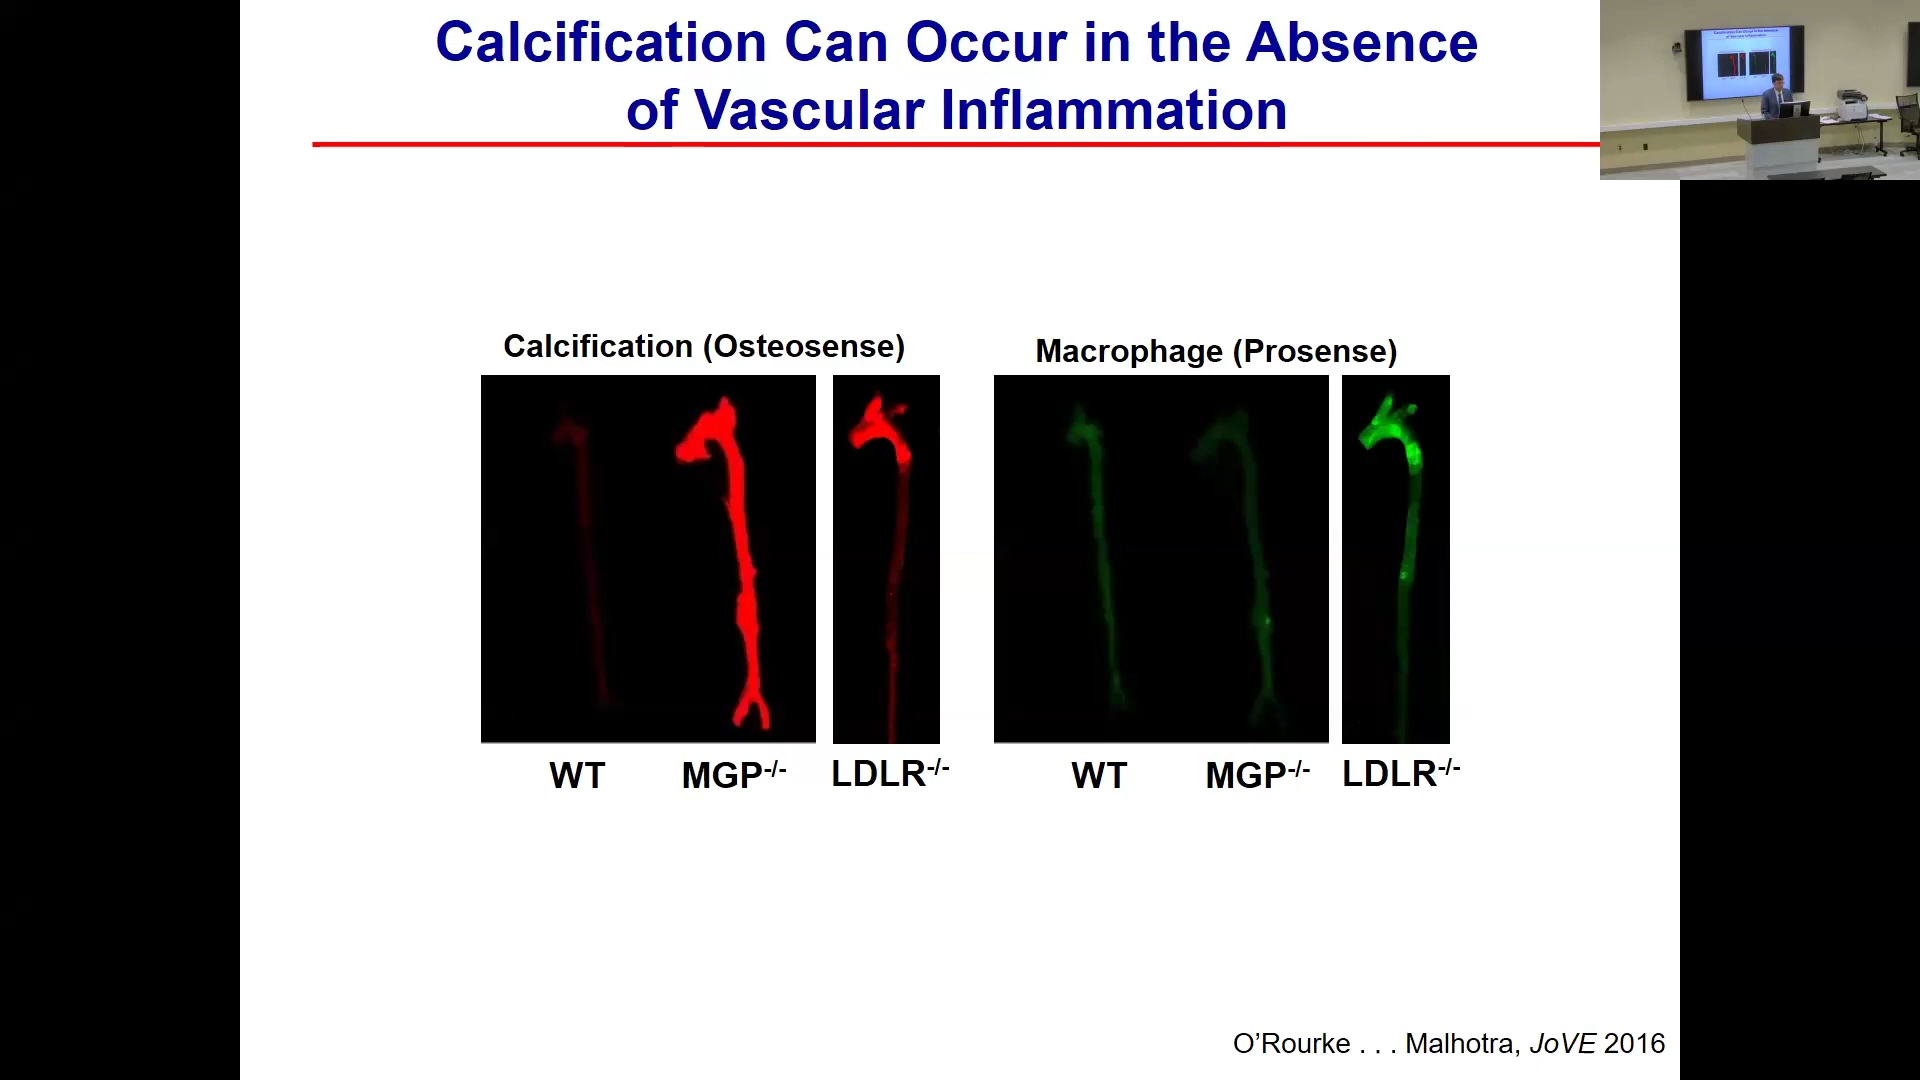 Calcification Can Occur in the Absence
of Vascular Inflammation
Calcification (Osteosense)
Macrophage (Prosense)
WT
MGP-/-
LDLR-/-
WT
MGP-/-
LDLR-/-
O’Rourke . . . Malhotra, JoVE 2016